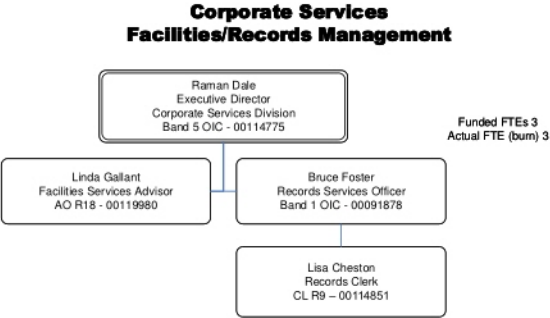 Corporate Services
Facilities/Records Management
Raman Dale
Executive Director
Corporate Services Division
Band 5 OIC - 00114775
Funded FTEs 3
Actual FTE (burn) 3
Linda Gallant
Facilities Services Advisor
AO R18 - 00119980
Bruce Foster
Records Services Officer
Band 1 OIC - 00091878
Lisa Cheston
Records Clerk
CL R9 – 00114851